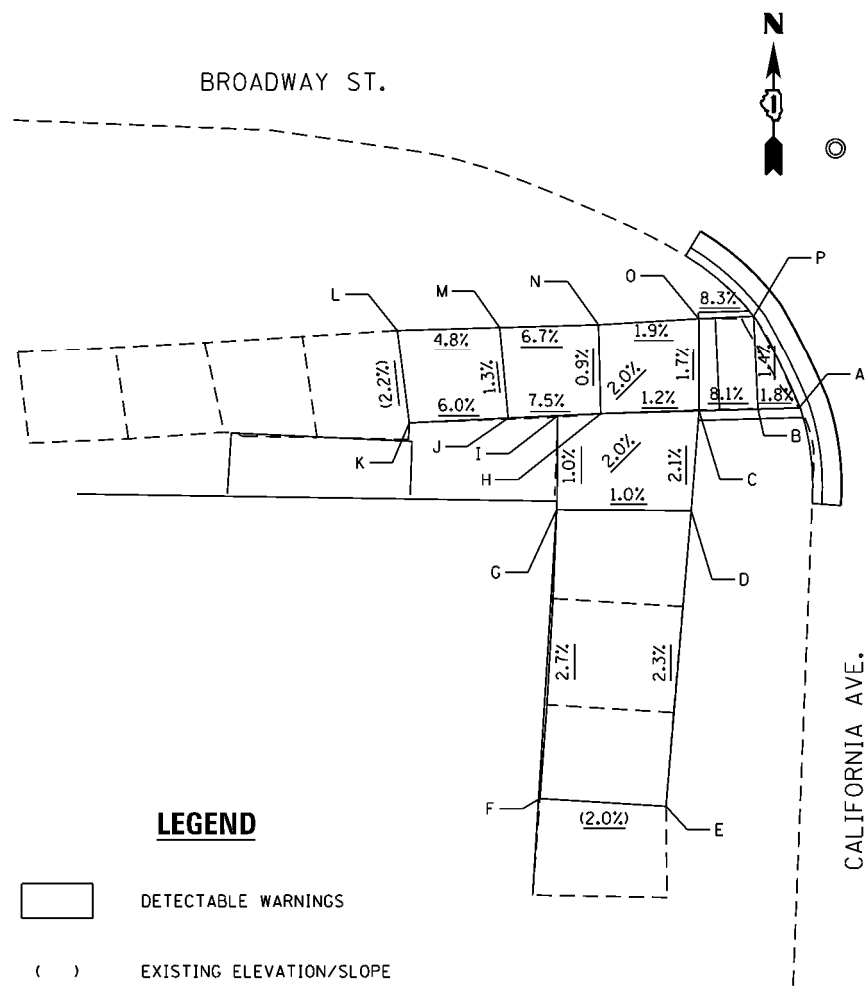 N
BROADWAY ST.
P
O
N
8.3%
M
L
1.9%
6.7%
4.8%
(2.2%)
1.3%
0.9%
2.0%
1.7%
1.4%
A
6.0%
7.5%
1.2%
8.1%
1.8%
B
J
I
K
H
1.0%
2.0%
2.1%
C
1.0%
G
D
2.7%
2.3%
F
(2.0%)
E
CALIFORNIA AVE.
LEGEND
DETECTABLE WARNINGS
( ) EXISTING ELEVATION/SLOPE